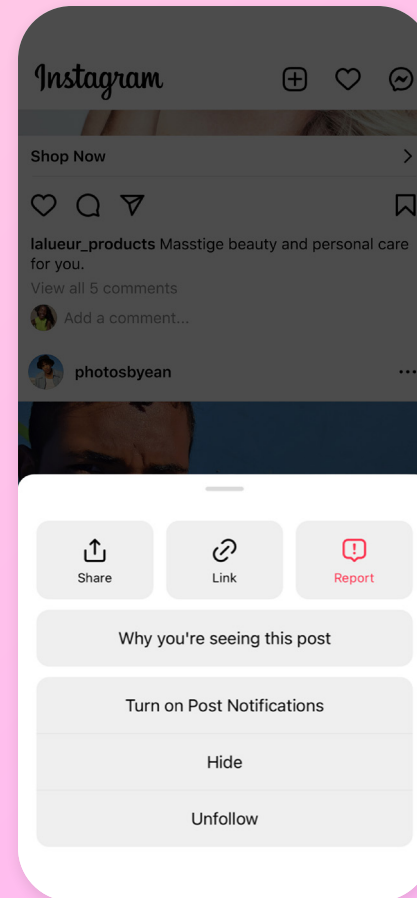 Instagram
Shop Now
lalueur_products Masstige beauty and personal care
for you.
View all 5 comments
Add a comment...
photosbyean
Share
Link
Report
Why you're seeing this post
Turn on Post Notifications
Hide
Unfollow